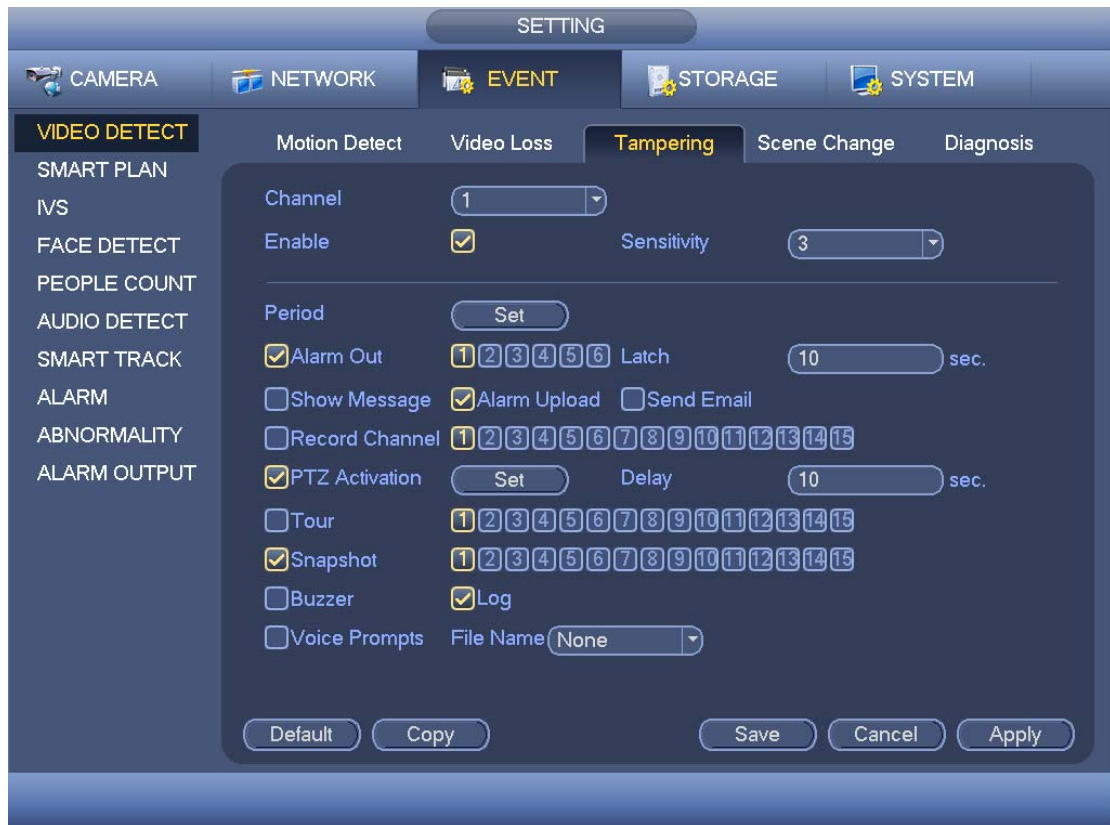 SETTING
CAMERA NETWORK EVENT STORAGE SYSTEM
VIDEO DETECT
SMART PLAN
IVS
FACE DETECT
PEOPLE COUNT
AUDIO DETECT
SMART TRACK
ALARM
ABNORMALITY
ALARM OUTPUT
Motion Detect Video Loss Tampering Scene Change Diagnosis
Channel 1
Enable Sensitivity 3
Period Set
Alarm Out 1 2 3 4 5 6 Latch 10 sec.
Show Message Alarm Upload Send Email
Record Channel 1 2 3 4 5 6 7 8 9 10 11 12 13 14 15
PTZ Activation Set Delay 10 sec.
Tour 1 2 3 4 5 6 7 8 9 10 11 12 13 14 15
Snapshot 1 2 3 4 5 6 7 8 9 10 11 12 13 14 15
Buzzer Log
Voice Prompts File Name None
Default Copy Save Cancel Apply